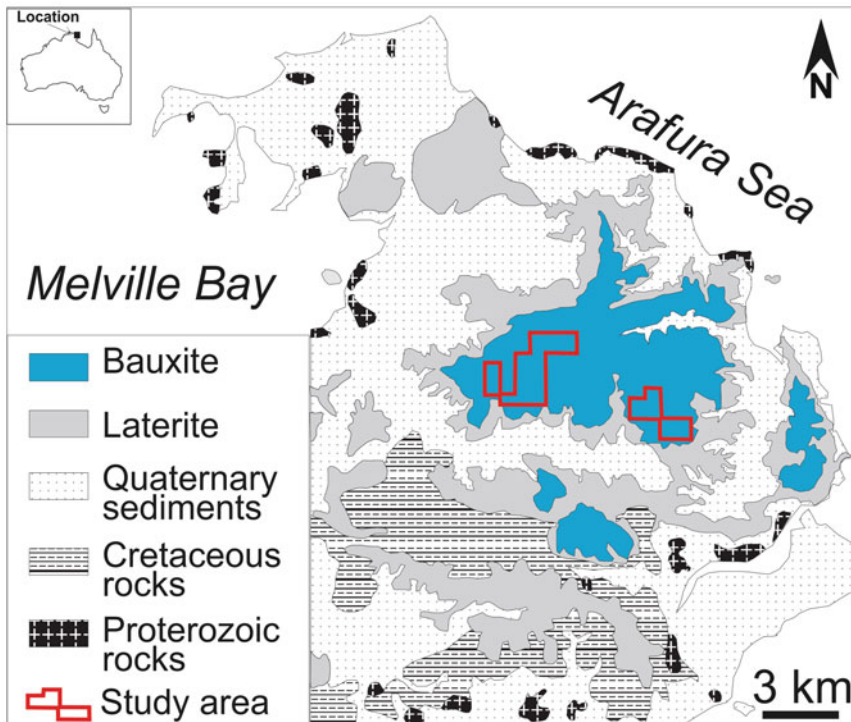 Location
N
Arafura Sea
Melville Bay
Bauxite
Laterite
Quaternary
sediments
Cretaceous
rocks
Proterozoic
rocks
Study area
3 km